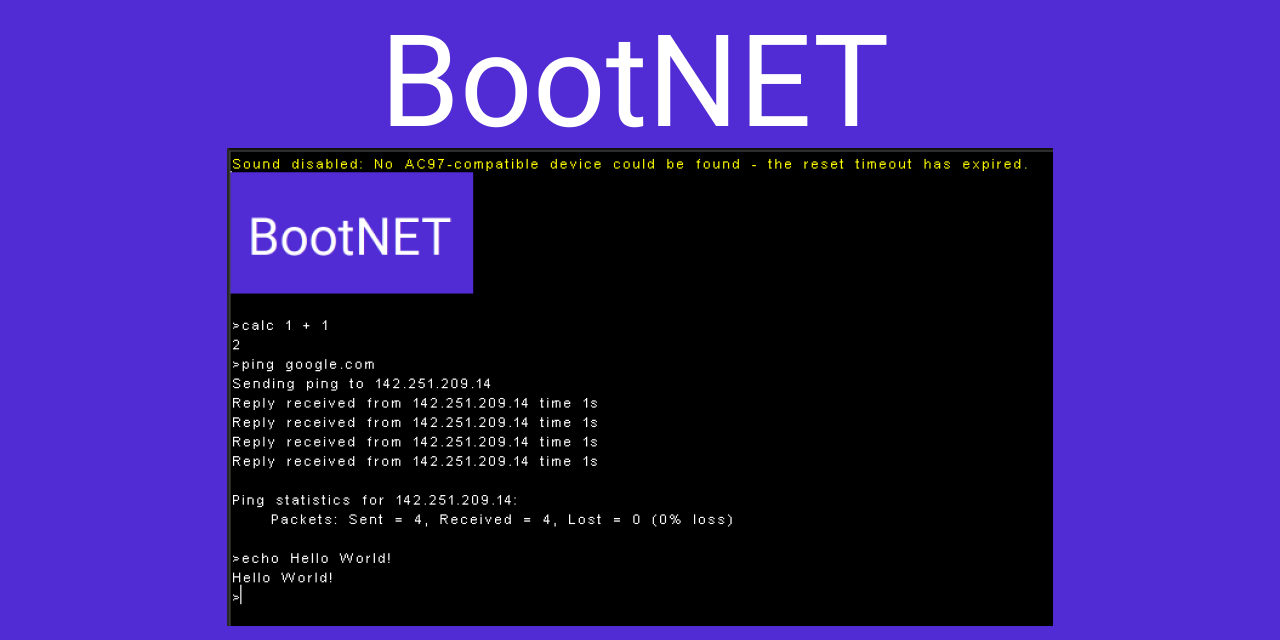 BootNET
Sound disabled: No AC97-compatible device could be found - the reset timeout has expired.
BootNET
>calc 1 + 1
2
>ping google.com
Sending ping to 142.251.209.14
Reply received from 142.251.209.14 time 1s
Reply received from 142.251.209.14 time 1s
Reply received from 142.251.209.14 time 1s
Reply received from 142.251.209.14 time 1s
Ping statistics for 142.251.209.14:
Packets: Sent = 4, Received = 4, Lost = 0 (0% loss)
>echo Hello World!
Hello World!
>